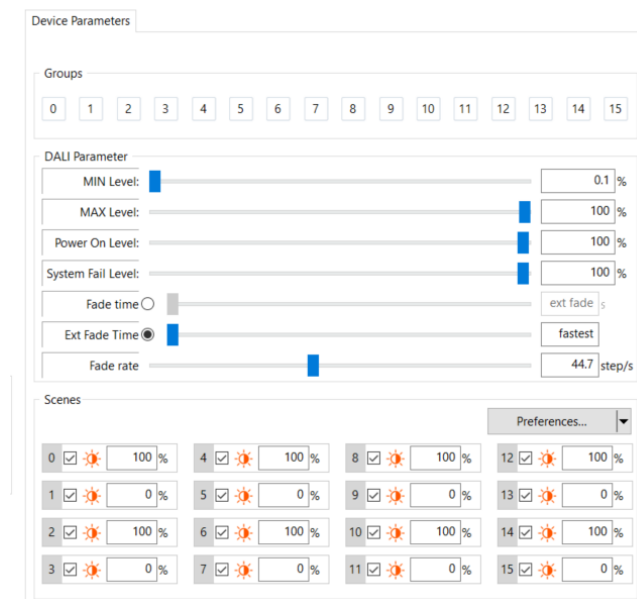 Device Parameters
Groups
0 1 2 3 4 5 6 7 8 9 10 11 12 13 14 15
DALI Parameter
MIN Level: 0.1 %
MAX Level: 100 %
Power On Level: 100 %
System Fail Level: 100 %
Fade time ext fade s
Ext Fade Time fastest
Fade rate 44.7 step/s
Scenes
Preferences...
0 100 % 4 100 % 8 100 % 12 100 %
1 0 % 5 0 % 9 0 % 13 0 %
2 100 % 6 100 % 10 100 % 14 100 %
3 0 % 7 0 % 11 0 % 15 0 %